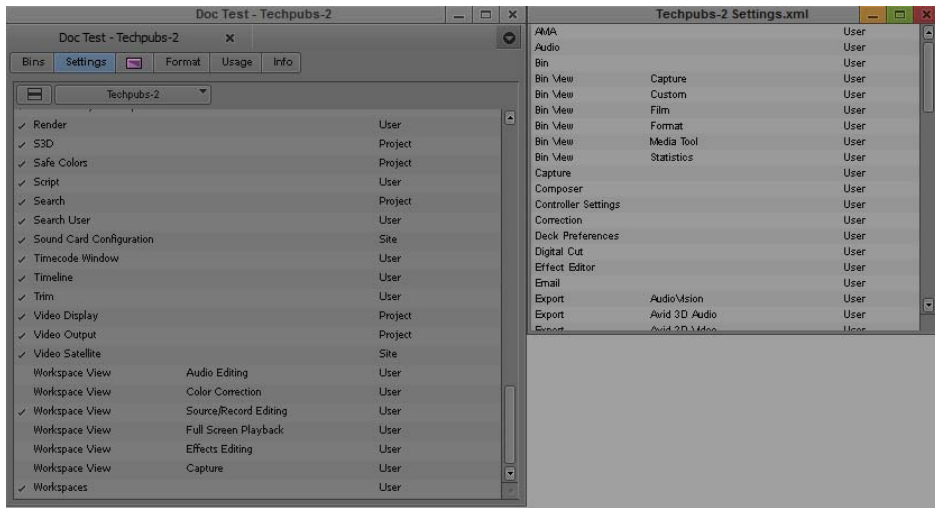 Doc Test - Techpubs-2
Doc Test - Techpubs-2 x
Bins Settings Format Usage Info
Techpubs-2
✓ Render User
✓ S3D Project
✓ Safe Colors Project
✓ Script User
✓ Search Project
✓ Search User User
✓ Sound Card Configuration Site
✓ Timecode Window User
✓ Timeline User
✓ Trim User
✓ Video Display Project
✓ Video Output Project
✓ Video Satellite Site
Workspace View Audio Editing User
Workspace View Color Correction User
✓ Workspace View Source/Record Editing User
Workspace View Full Screen Playback User
Workspace View Effects Editing User
Workspace View Capture User
✓ Workspaces User
Techpubs-2 Settings.xml
AMA User
Audio User
Bin User
Bin View Capture User
Bin View Custom User
Bin View Film User
Bin View Format User
Bin View Media Tool User
Bin View Statistics User
Capture User
Composer User
Controller Settings User
Correction User
Deck Preferences User
Digital Cut User
Effect Editor User
Email User
Export AudioVision User
Export Avid 3D Audio User
Export Avid 3D Video User